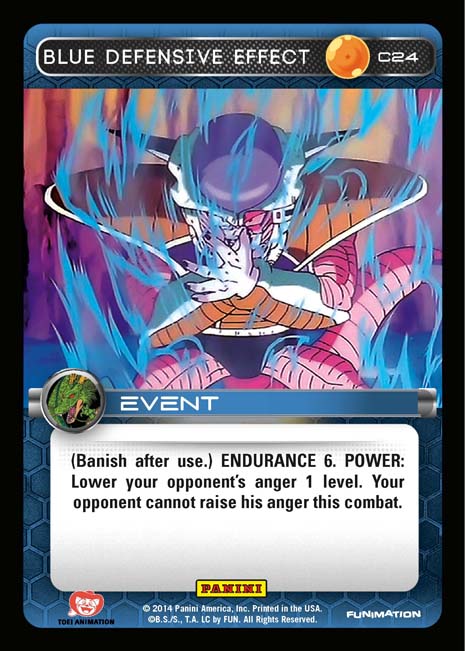 BLUE DEFENSIVE EFFECT C24
EVENT
(Banish after use.) ENDURANCE 6. POWER:
Lower your opponent's anger 1 level. Your
opponent cannot raise his anger this combat.
PANINI
© 2014 Panini America, Inc. Printed in the USA.
©B.S./S., T.A. LC by FUN. All Rights Reserved.
TOEI ANIMATION
FUNIMATION